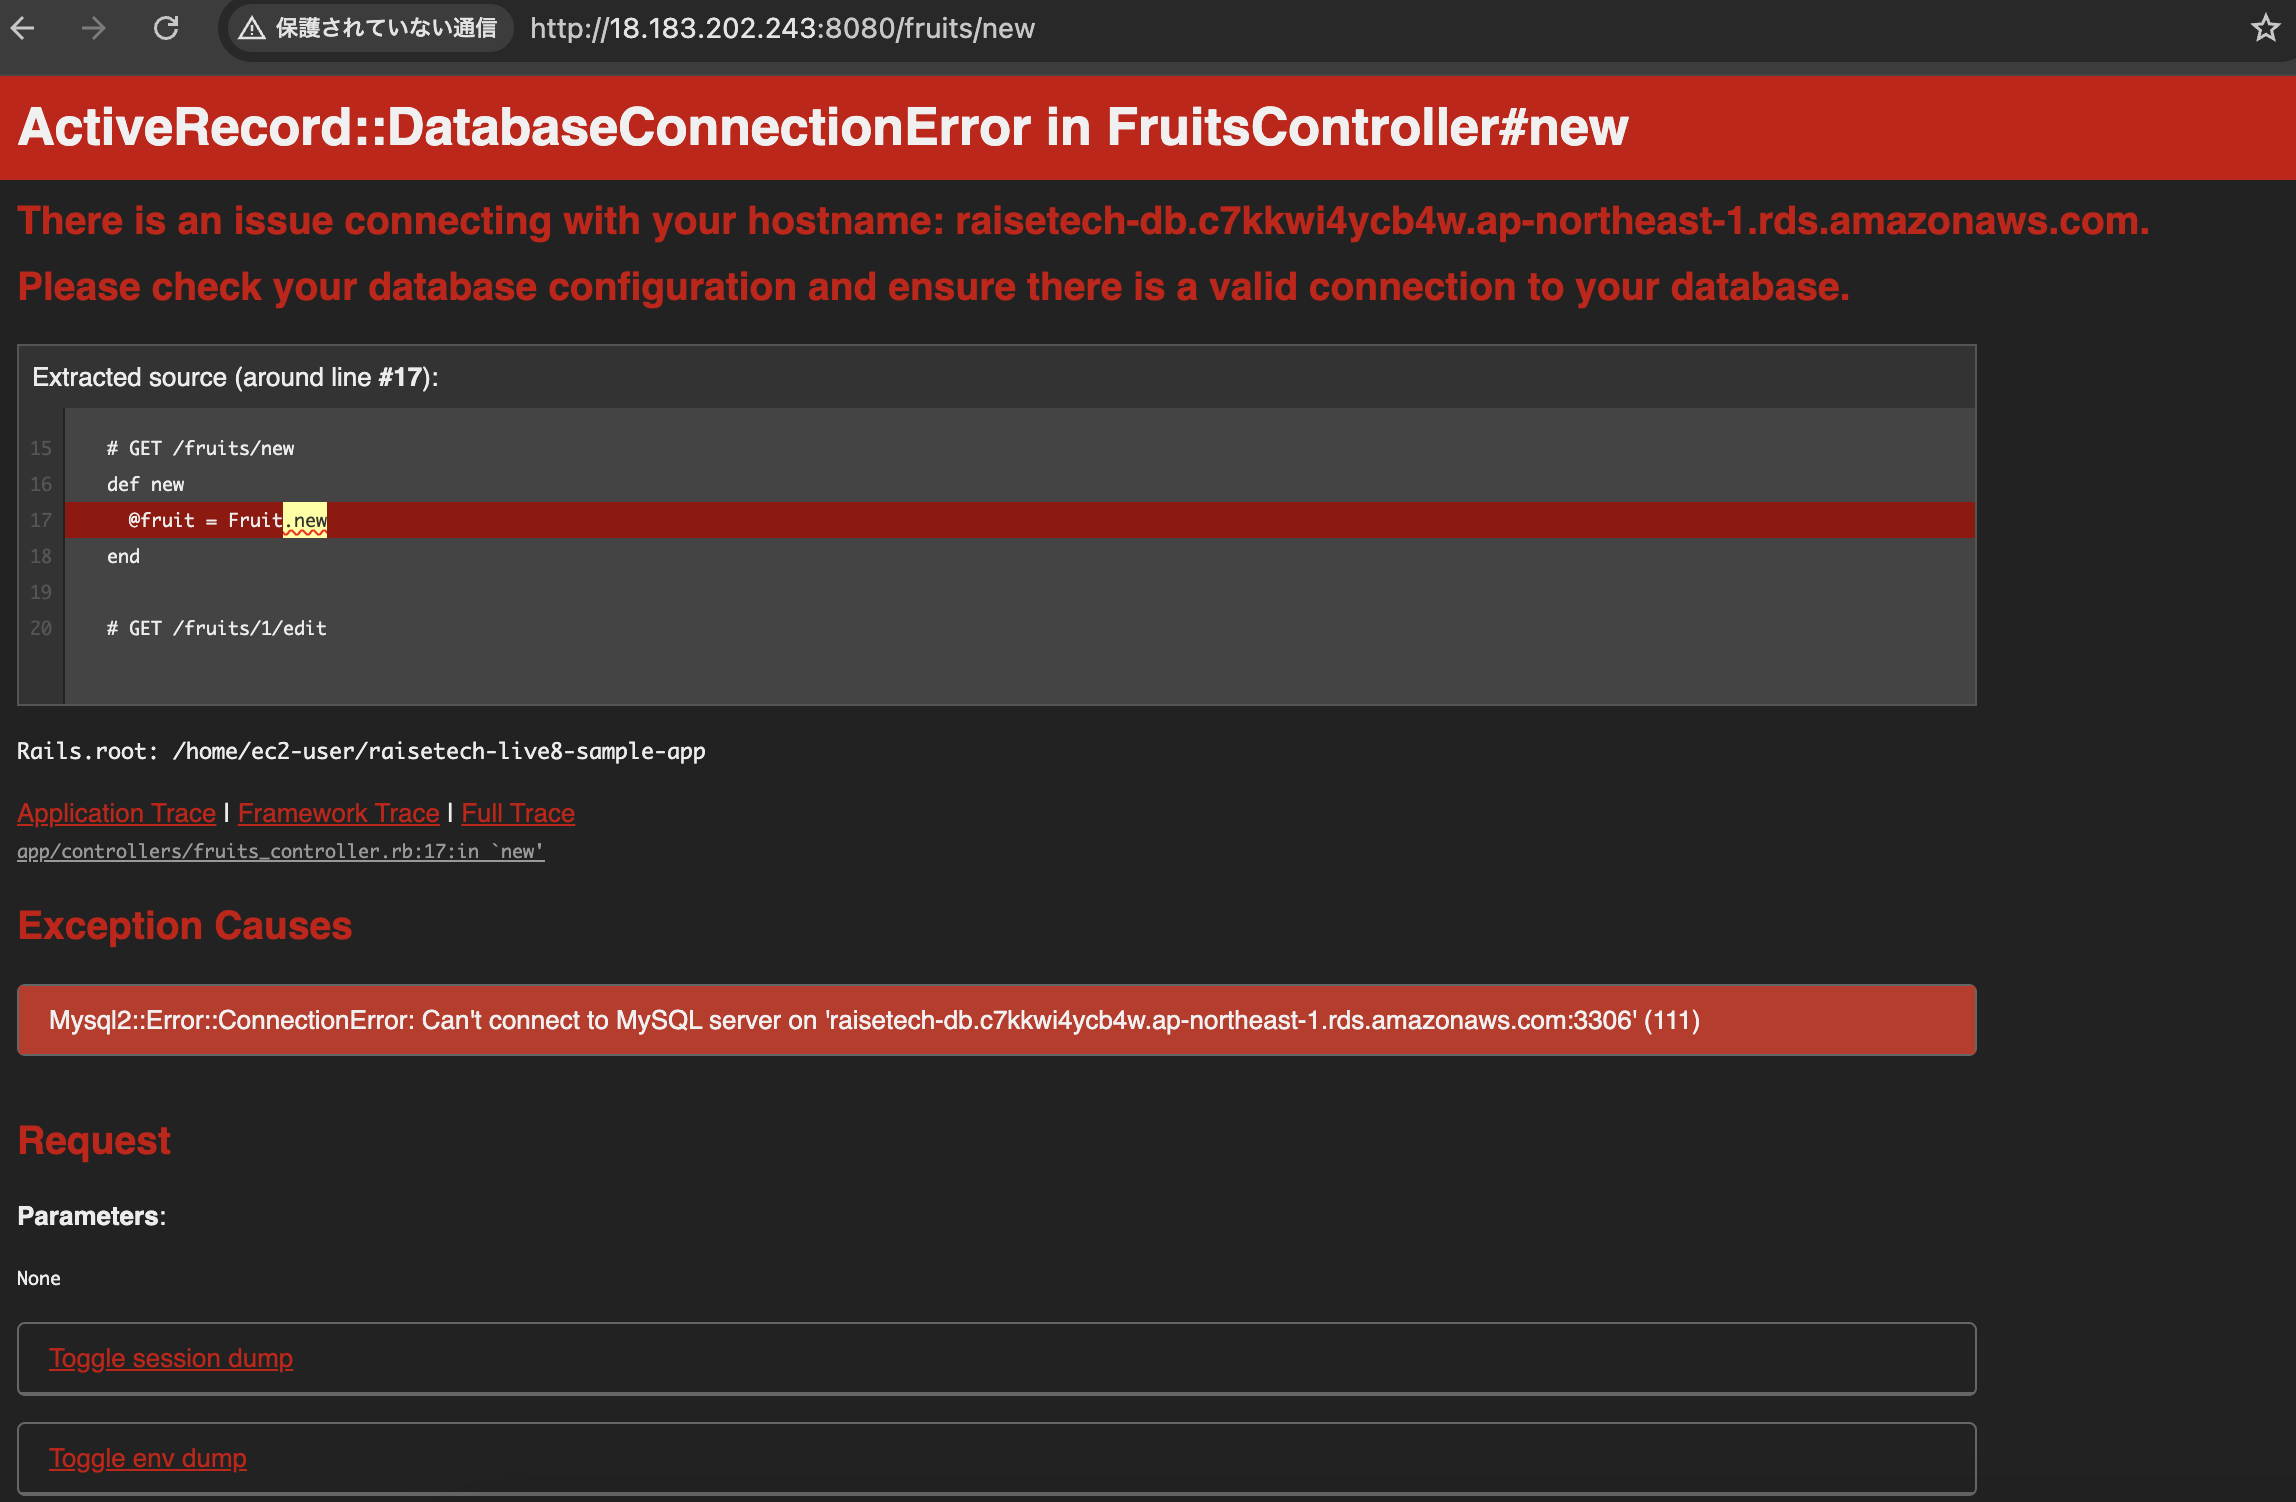 保護されていない通信 http://18.183.202.243:8080/fruits/new
ActiveRecord::DatabaseConnectionError in FruitsController#new
There is an issue connecting with your hostname: raisetech-db.c7kkwi4ycb4w.ap-northeast-1.rds.amazonaws.com.
Please check your database configuration and ensure there is a valid connection to your database.
Extracted source (around line #17):
15 # GET /fruits/new
16 def new
17 @fruit = Fruit.new
18 end
19
20 # GET /fruits/1/edit
Rails.root: /home/ec2-user/raisetech-live8-sample-app
Application Trace | Framework Trace | Full Trace
app/controllers/fruits_controller.rb:17:in `new'
Exception Causes
Mysql2::Error::ConnectionError: Can't connect to MySQL server on 'raisetech-db.c7kkwi4ycb4w.ap-northeast-1.rds.amazonaws.com:3306' (111)
Request
Parameters:
None
Toggle session dump
Toggle env dump